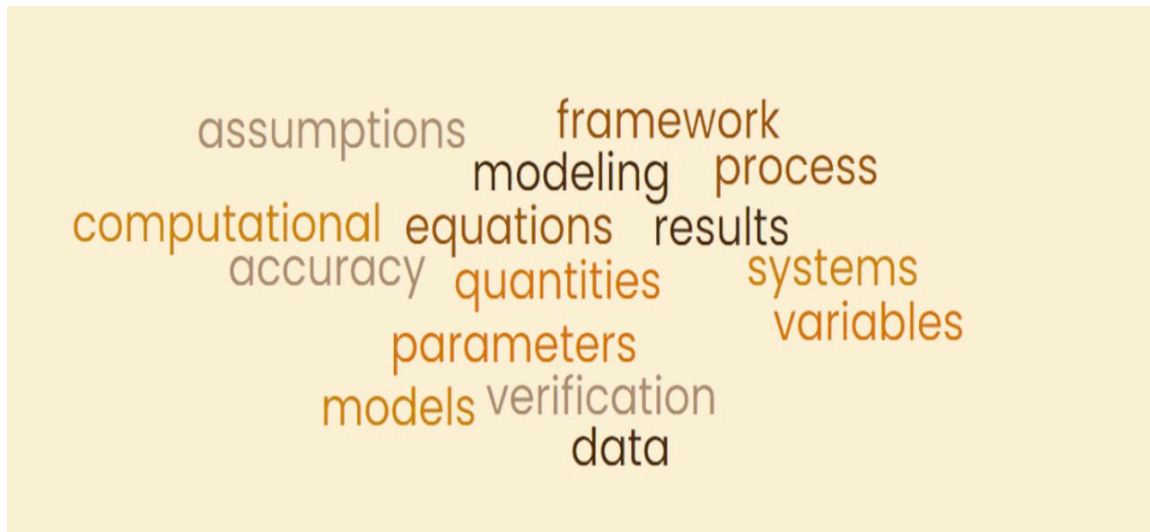 assumptions framework
modeling process
computational equations results
accuracy quantities systems
variables
parameters
models verification
data